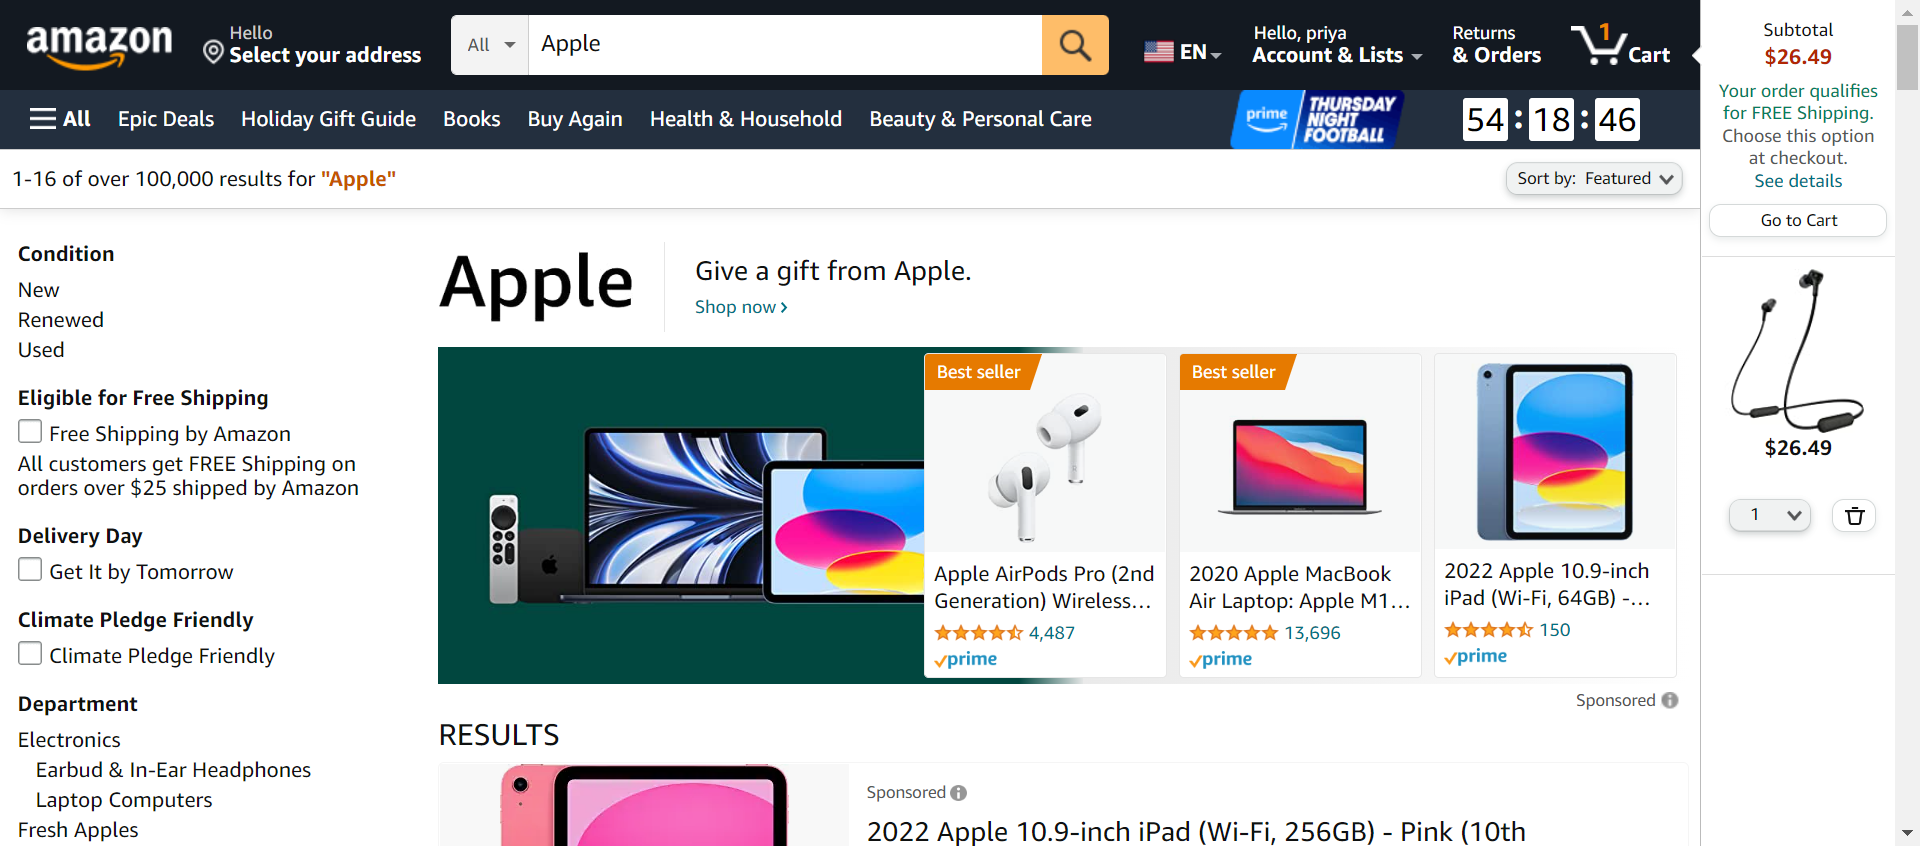 amazon
Hello
Select your address
All
Apple
EN
Hello, priya
Account & Lists
Returns
& Orders
1
Cart
All
Epic Deals
Holiday Gift Guide
Books
Buy Again
Health & Household
Beauty & Personal Care
prime
THURSDAY
NIGHT
FOOTBALL
54 : 18 : 46
1-16 of over 100,000 results for "Apple"
Sort by: Featured
Condition
New
Renewed
Used
Eligible for Free Shipping
Free Shipping by Amazon
All customers get FREE Shipping on
orders over $25 shipped by Amazon
Delivery Day
Get It by Tomorrow
Climate Pledge Friendly
Climate Pledge Friendly
Department
Electronics
Earbud & In-Ear Headphones
Laptop Computers
Fresh Apples
Apple
Give a gift from Apple.
Shop now ›
Best seller
Apple AirPods Pro (2nd
Generation) Wireless...
4,487
prime
Best seller
2020 Apple MacBook
Air Laptop: Apple M1...
13,696
prime
2022 Apple 10.9-inch
iPad (Wi-Fi, 64GB) -...
150
prime
Sponsored
RESULTS
Sponsored
2022 Apple 10.9-inch iPad (Wi-Fi, 256GB) - Pink (10th
Subtotal
$26.49
Your order qualifies
for FREE Shipping.
Choose this option
at checkout.
See details
Go to Cart
$26.49
1